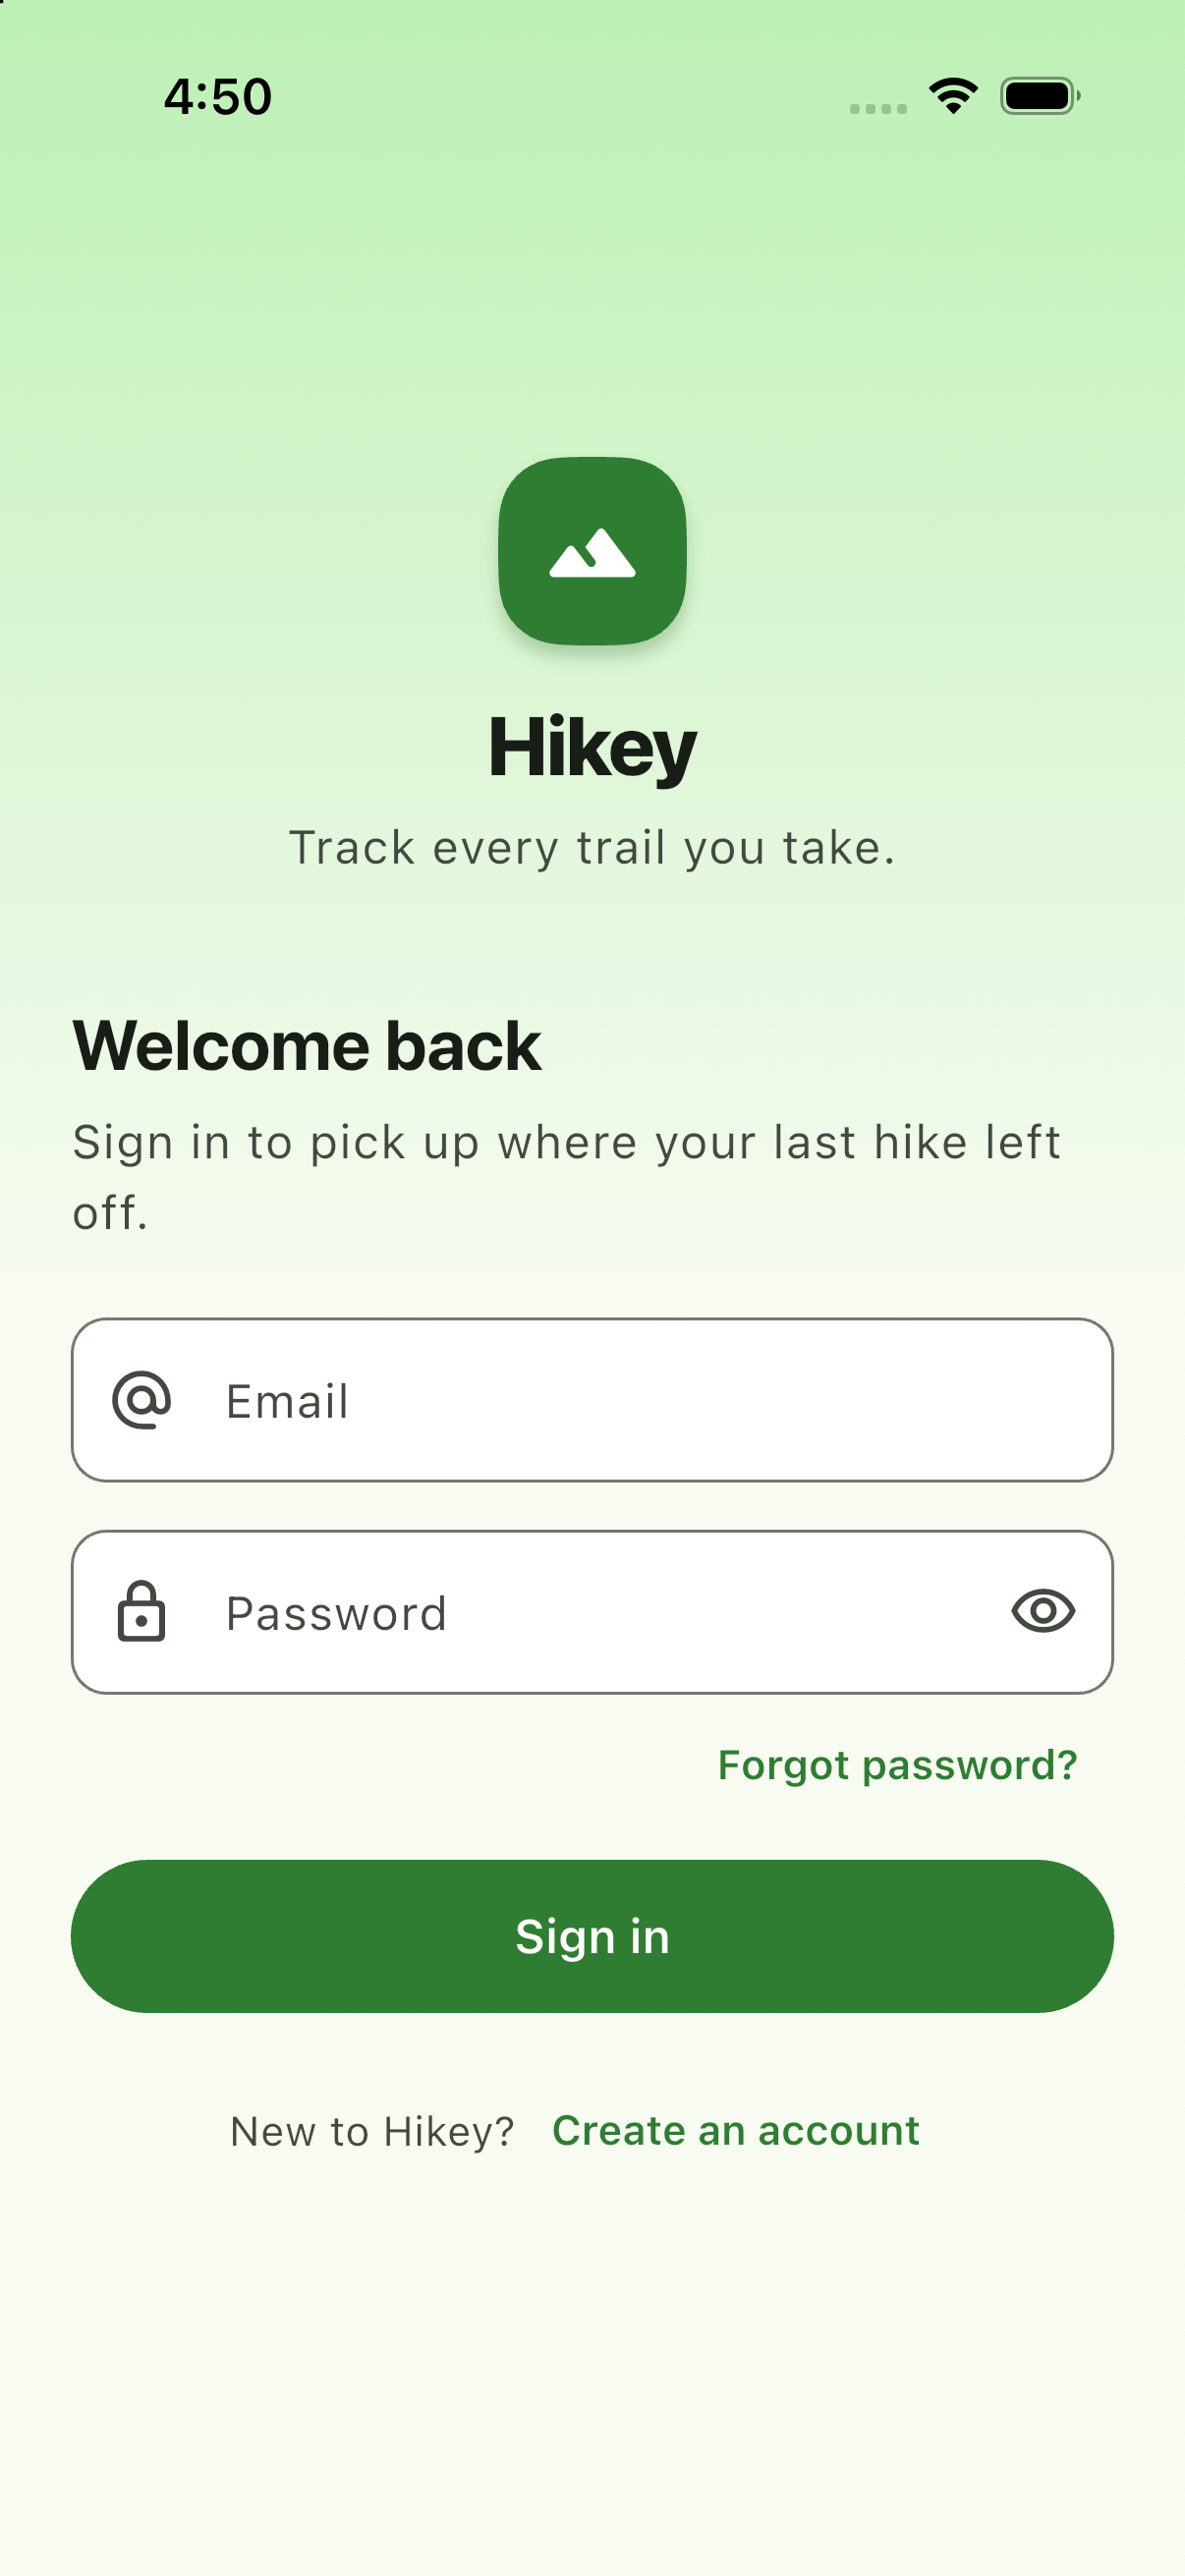 4:50
Hikey
Track every trail you take.
Welcome back
Sign in to pick up where your last hike left
off.
Email
Password
Forgot password?
Sign in
New to Hikey? Create an account